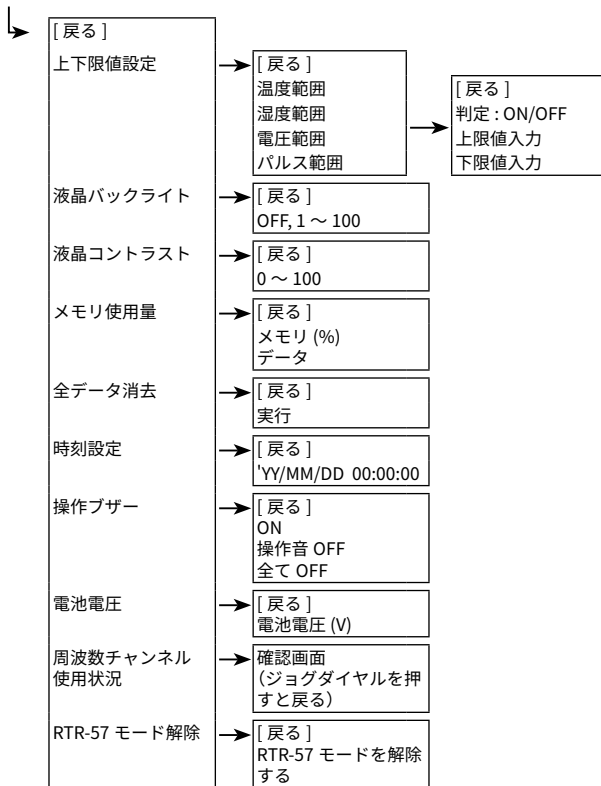 [ 戻る ]
上下限値設定
[ 戻る ]
温度範囲
湿度範囲
電圧範囲
パルス範囲
[ 戻る ]
判定 : ON/OFF
上限値入力
下限値入力
液晶バックライト
[ 戻る ]
OFF, 1 ～ 100
液晶コントラスト
[ 戻る ]
0 ～ 100
メモリ使用量
[ 戻る ]
メモリ (%)
データ
全データ消去
[ 戻る ]
実行
時刻設定
[ 戻る ]
'YY/MM/DD 00:00:00
操作ブザー
[ 戻る ]
ON
操作音 OFF
全て OFF
電池電圧
[ 戻る ]
電池電圧 (V)
周波数チャンネル
使用状況
確認画面
（ジョグダイヤルを押
すと戻る）
RTR-57 モード解除
[ 戻る ]
RTR-57 モードを解除
する